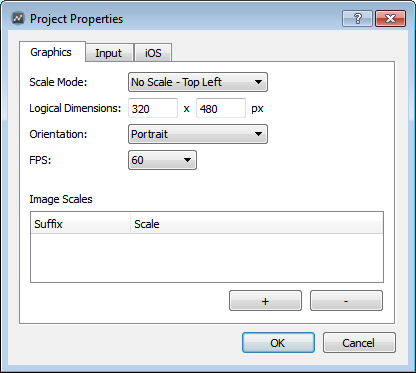 Project Properties
?
Graphics Input iOS
Scale Mode: No Scale - Top Left
Logical Dimensions: 320 x 480 px
Orientation: Portrait
FPS: 60
Image Scales
Suffix Scale
+ -
OK Cancel